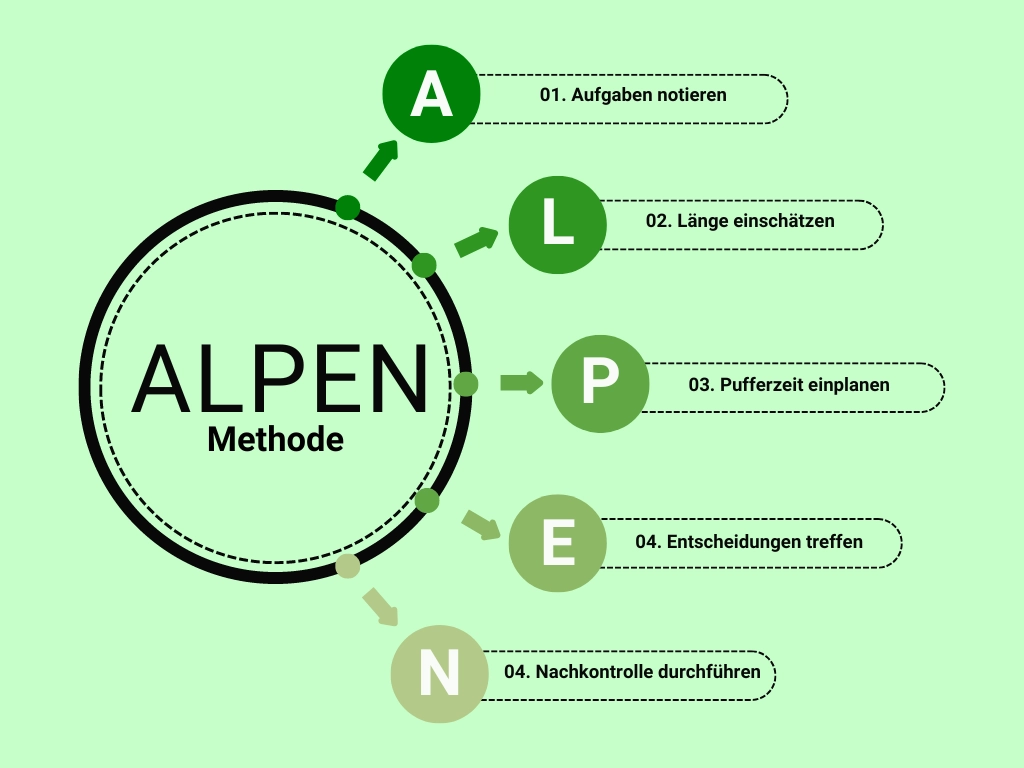 A
01. Aufgaben notieren
L
02. Länge einschätzen
ALPEN
Methode
P
03. Pufferzeit einplanen
E
04. Entscheidungen treffen
N
04. Nachkontrolle durchführen